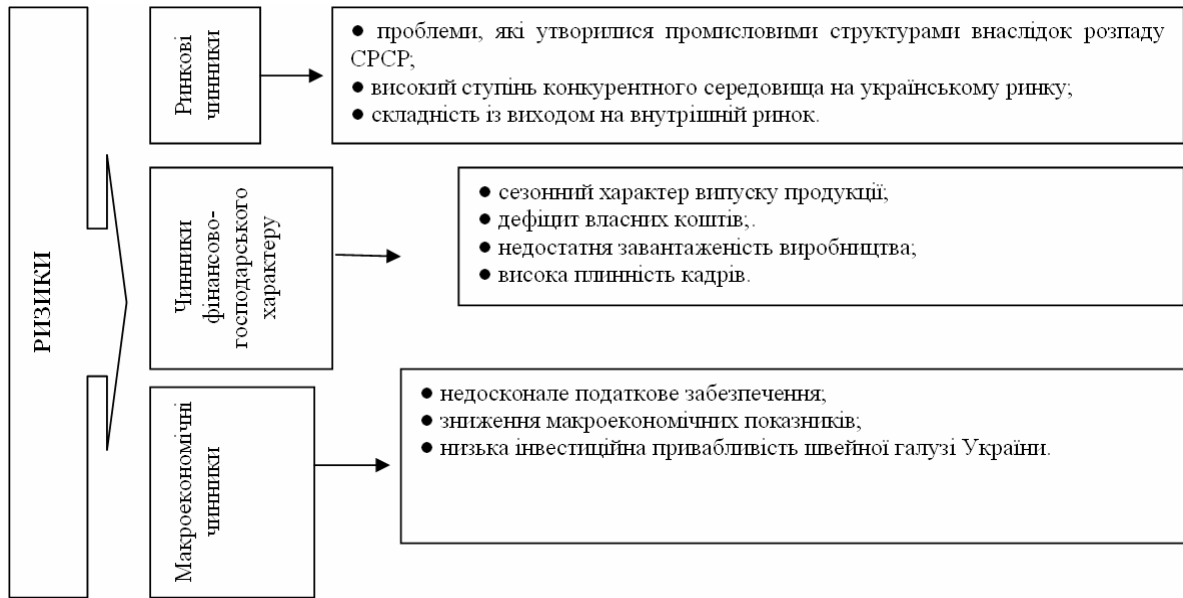 РИЗИКИ
Ринкові
чинники
● проблеми, які утворилися промисловими структурами внаслідок розпаду
СРСР;
● високий ступінь конкурентного середовища на українському ринку;
● складність із виходом на внутрішній ринок.
Чинники
фінансово-
господарського
характеру
● сезонний характер випуску продукції;
● дефіцит власних коштів;.
● недостатня завантаженість виробництва;
● висока плинність кадрів.
Макроекономічні
чинники
● недосконале податкове забезпечення;
● зниження макроекономічних показників;
● низька інвестиційна привабливість швейної галузі України.